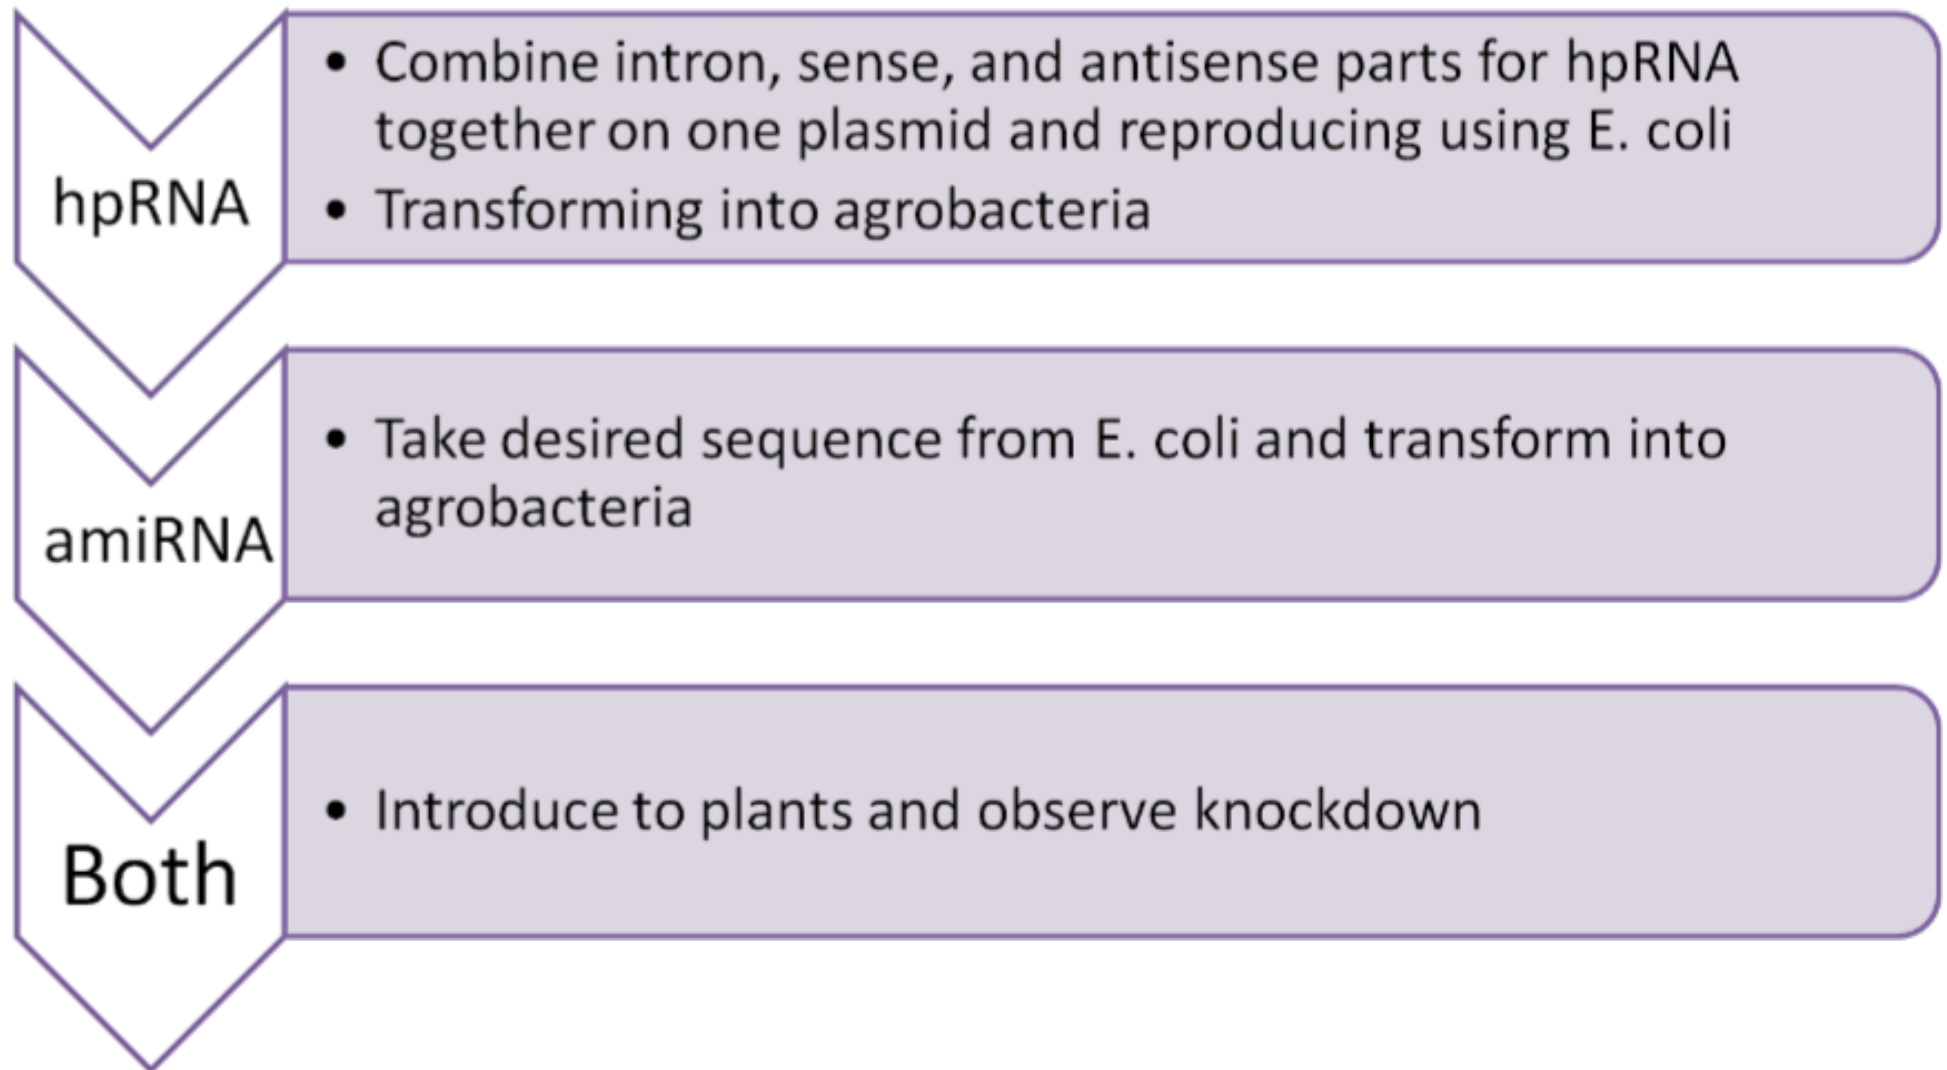 hpRNA
• Combine intron, sense, and antisense parts for hpRNA
together on one plasmid and reproducing using E. coli
• Transforming into agrobacteria
amiRNA
• Take desired sequence from E. coli and transform into
agrobacteria
Both
• Introduce to plants and observe knockdown